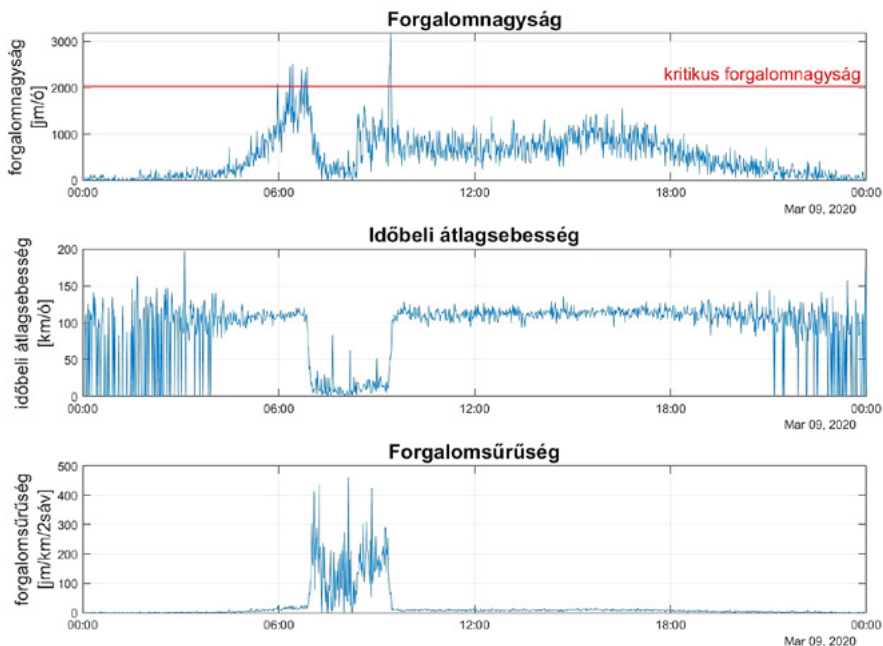 Forgalomnagyság
forgalomnagyság
[jm/ó]
3000
2000
1000
0
kritikus forgalomnagyság
00:00 06:00 12:00 18:00 00:00
Mar 09, 2020
Időbeli átlagsebesség
időbeli átlagsebesség
[km/ó]
200
150
100
50
0
00:00 06:00 12:00 18:00 00:00
Mar 09, 2020
Forgalomsűrűség
forgalomsűrűség
[jm/km/2sáv]
500
400
300
200
100
0
00:00 06:00 12:00 18:00 00:00
Mar 09, 2020